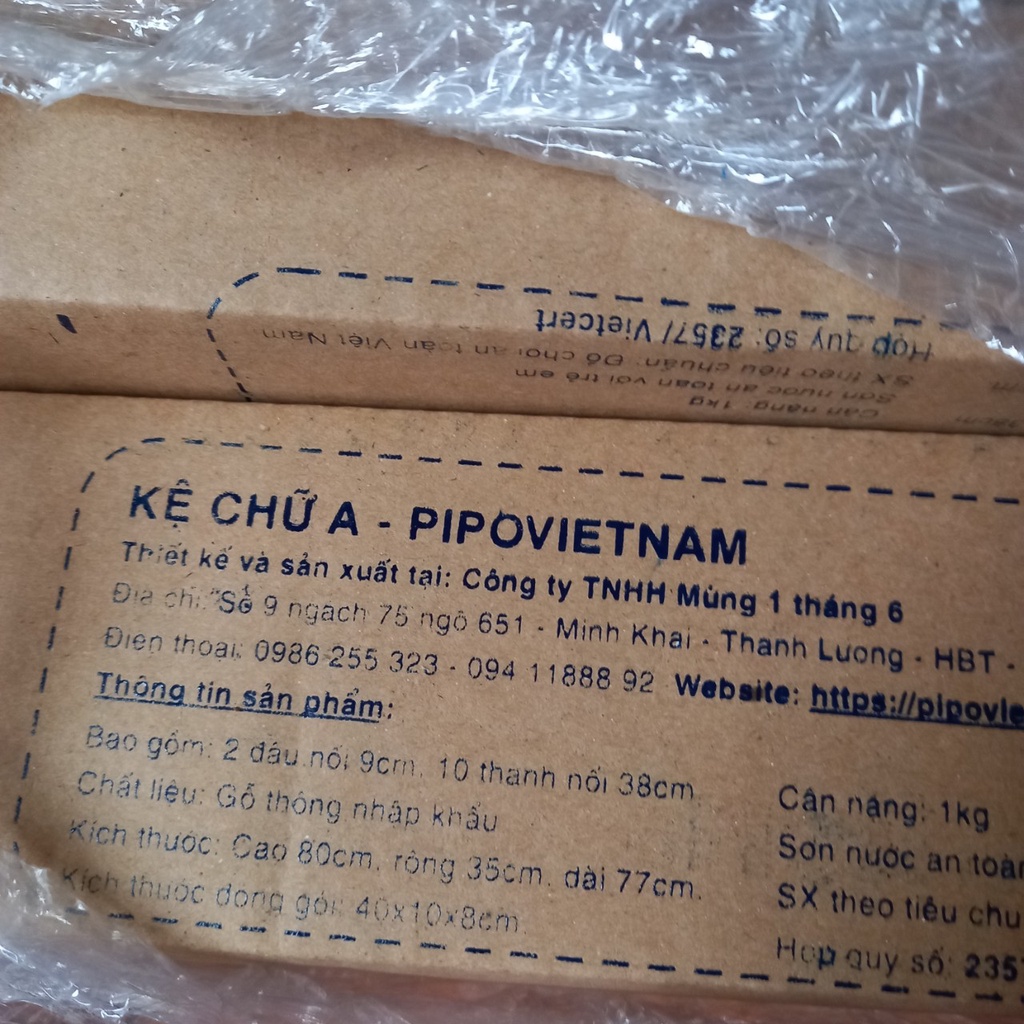 Hợp quy số: 2357/ Vietcert
SX theo tiêu chuẩn: Đồ chơi an toàn Việt Nam
Sơn nước an toàn với trẻ em
Cân nặng: 1kg
KỆ CHỮ A - PIPOVIETNAM
Thiết kế và sản xuất tại: Công ty TNHH Mùng 1 tháng 6
Địa chỉ: Số 9 ngách 75 ngõ 651 - Minh Khai - Thanh Lương - HBT -
Điện thoại: 0986 255 323 - 094 11888 92 Website: https://pipovie
Thông tin sản phẩm:
Bao gồm: 2 đầu nối 9cm, 10 thanh nối 38cm
Chất liệu: Gỗ thông nhập khẩu
Kích thước: Cao 80cm, rộng 35cm, dài 77cm.
Kích thước đóng gói: 40x10x8cm
Cân nặng: 1kg
Sơn nước an toàn
SX theo tiêu chu
Hợp quy số: 2357